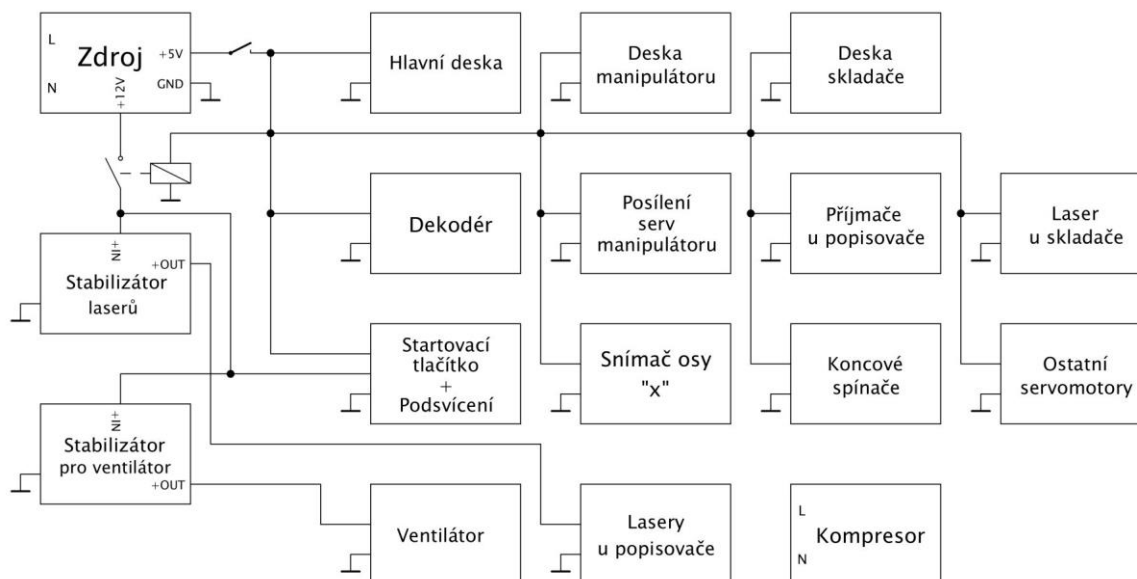 L
Zdroj
+5V
N
GND
+12V
Hlavní deska
Deska
manipulátoru
Deska
skladače
Dekodér
Posílení
serv
manipulátoru
Příjmače
u popisovače
Laser
u skladače
+IN
+OUT
Stabilizátor
laserů
Startovací
tlačítko
+
Podsvícení
Snímač osy
"x"
Koncové
spínače
Ostatní
servomotory
+IN
Stabilizátor
pro ventilátor
+OUT
Ventilátor
Lasery
u popisovače
L
Kompresor
N